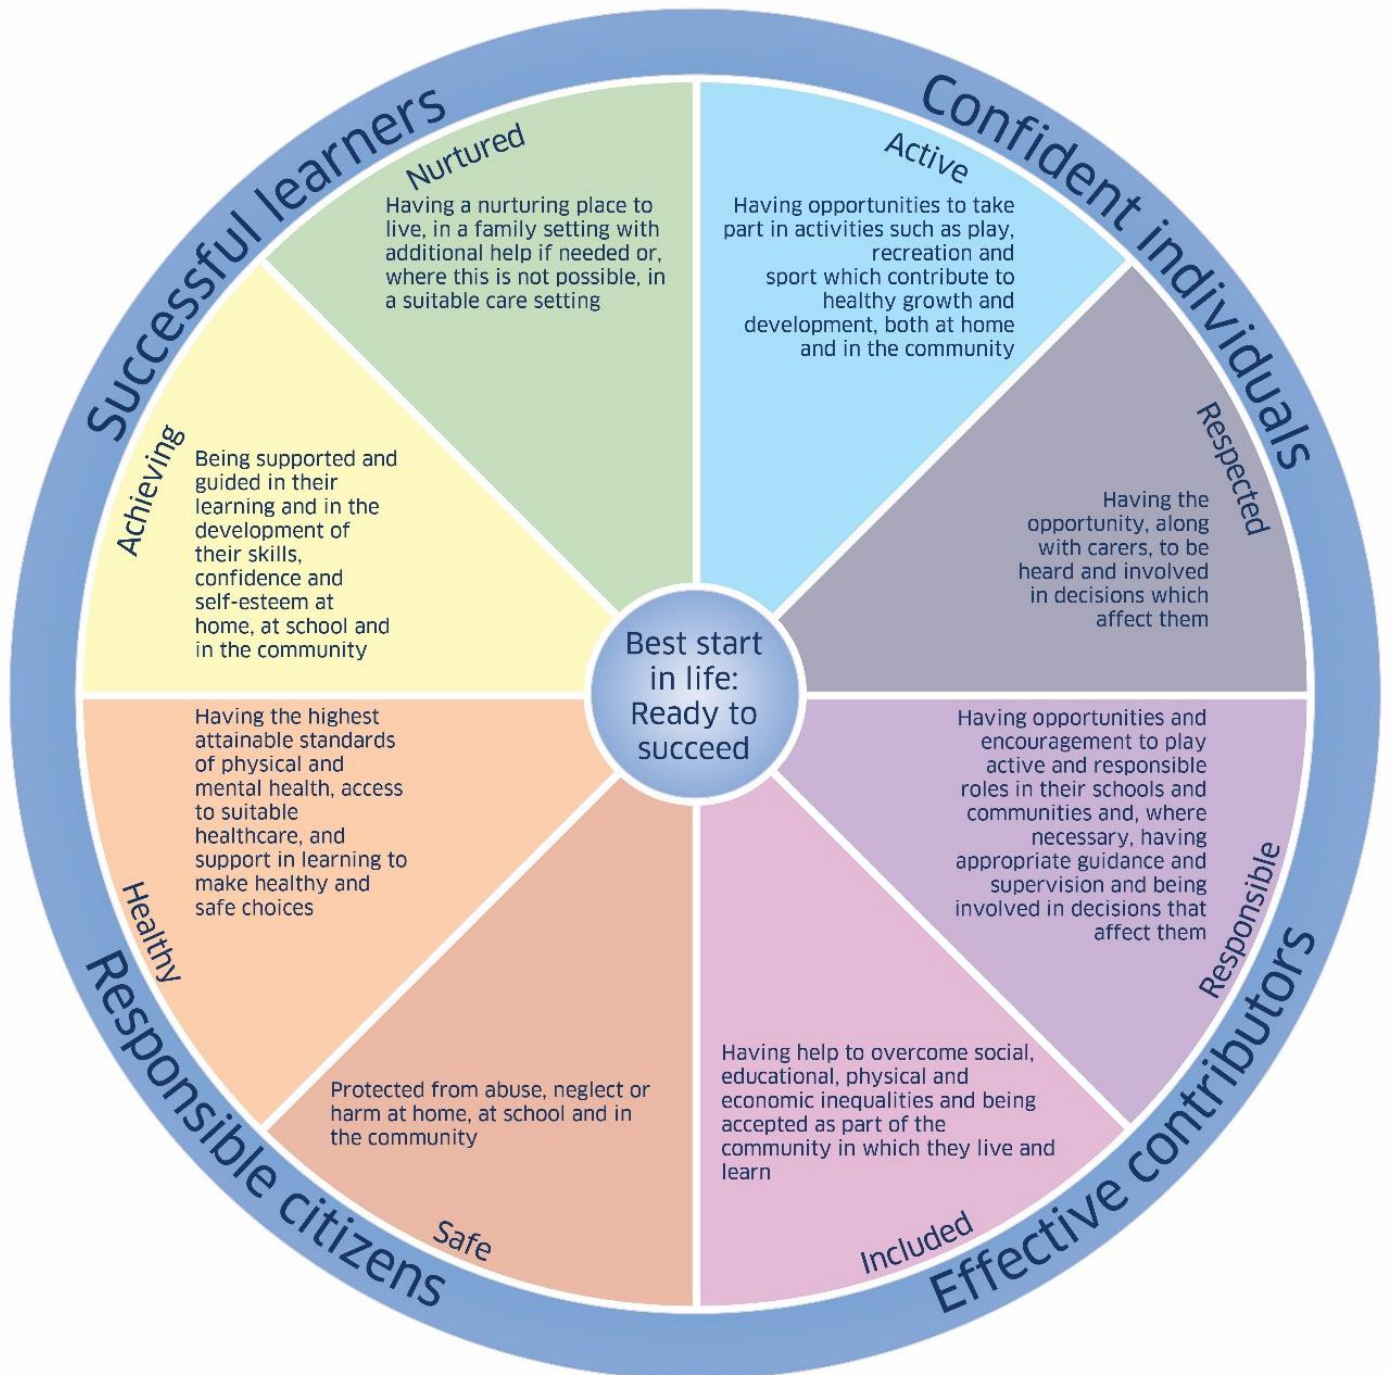 Successful learners
Confident individuals
Nurtured
Having a nurturing place to
live, in a family setting with
additional help if needed or,
where this is not possible, in
a suitable care setting
Active
Having opportunities to take
part in activities such as play,
recreation and
sport which contribute to
healthy growth and
development, both at home
and in the community
Achieving
Being supported and
guided in their
learning and in the
development of
their skills,
confidence and
self-esteem at
home, at school and
in the community
Respected
Having the
opportunity, along
with carers, to be
heard and involved
in decisions which
affect them
Best start
in life:
Ready to
succeed
Having the highest
attainable standards
of physical and
mental health, access
to suitable
healthcare, and
support in learning to
make healthy and
safe choices
Healthy
Having opportunities and
encouragement to play
active and responsible
roles in their schools and
communities and, where
necessary, having
appropriate guidance and
supervision and being
involved in decisions that
affect them
Responsible
Protected from abuse, neglect or
harm at home, at school and in
the community
Safe
Having help to overcome social,
educational, physical and
economic inequalities and being
accepted as part of the
community in which they live and
learn
Included
Responsible citizens
Effective contributors